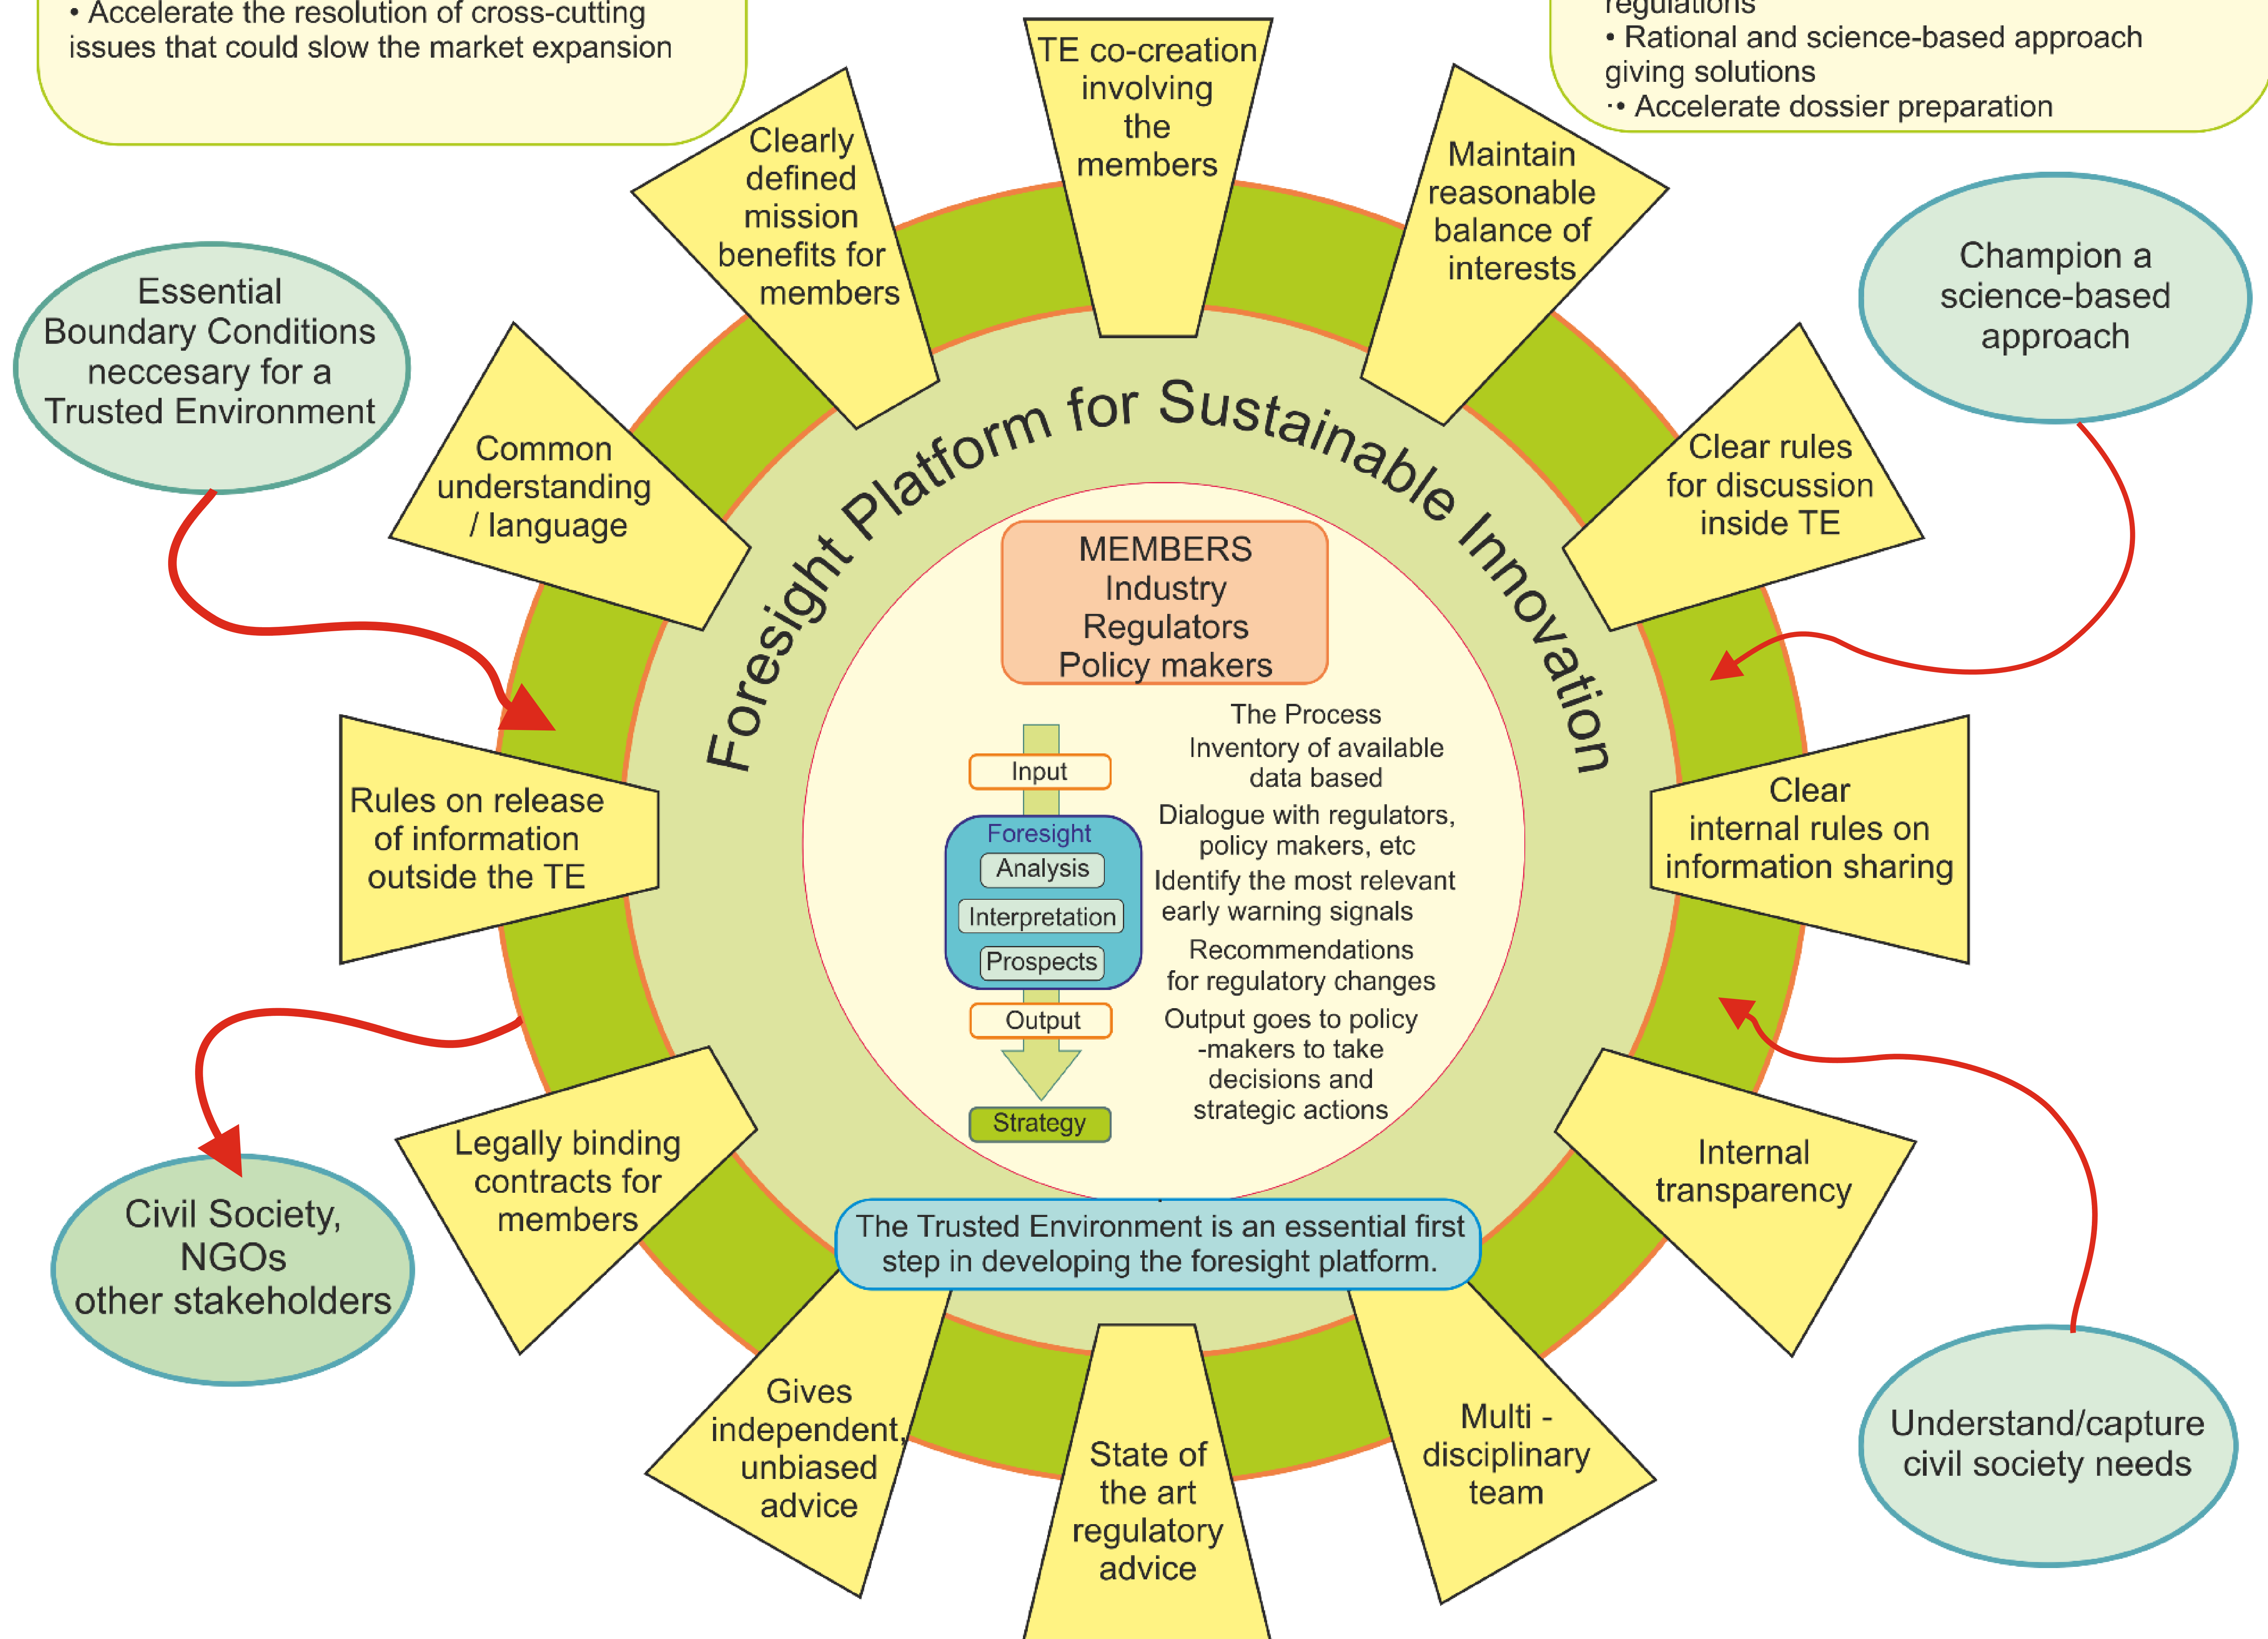 • Accelerate the resolution of cross-cutting
issues that could slow the market expansion
regulations
• Rational and science-based approach
giving solutions
·• Accelerate dossier preparation
TE co-creation
involving
the
members
Clearly
defined
mission
benefits for
members
Maintain
reasonable
balance of
interests
Essential
Boundary Conditions
neccesary for a
Trusted Environment
Champion a
science-based
approach
Common
understanding
/ language
Clear rules
for discussion
inside TE
Foresight Platform for Sustainable Innovation
MEMBERS
Industry
Regulators
Policy makers
Rules on release
of information
outside the TE
Input
Foresight
Analysis
Interpretation
Prospects
Output
Strategy
The Process
Inventory of available
data based
Dialogue with regulators,
policy makers, etc
Identify the most relevant
early warning signals
Recommendations
for regulatory changes
Output goes to policy
-makers to take
decisions and
strategic actions
Clear
internal rules on
information sharing
Legally binding
contracts for
members
Internal
transparency
The Trusted Environment is an essential first
step in developing the foresight platform.
Civil Society,
NGOs
other stakeholders
Gives
independent,
unbiased
advice
State of
the art
regulatory
advice
Multi -
disciplinary
team
Understand/capture
civil society needs